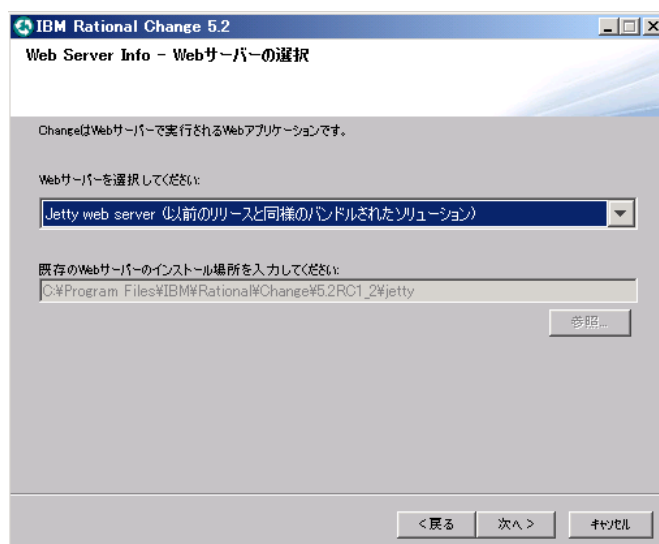 IBM Rational Change 5.2
Web Server Info - Webサーバーの選択
ChangeはWebサーバーで実行されるWebアプリケーションです。
Webサーバーを選択してください:
Jetty web server (以前のリリースと同様のバンドルされたソリューション)
既存のWebサーバーのインストール場所を入力してください:
C:¥Program Files¥IBM¥Rational¥Change¥5.2RC1_2¥jetty
参照...
<戻る 次へ> キャンセル